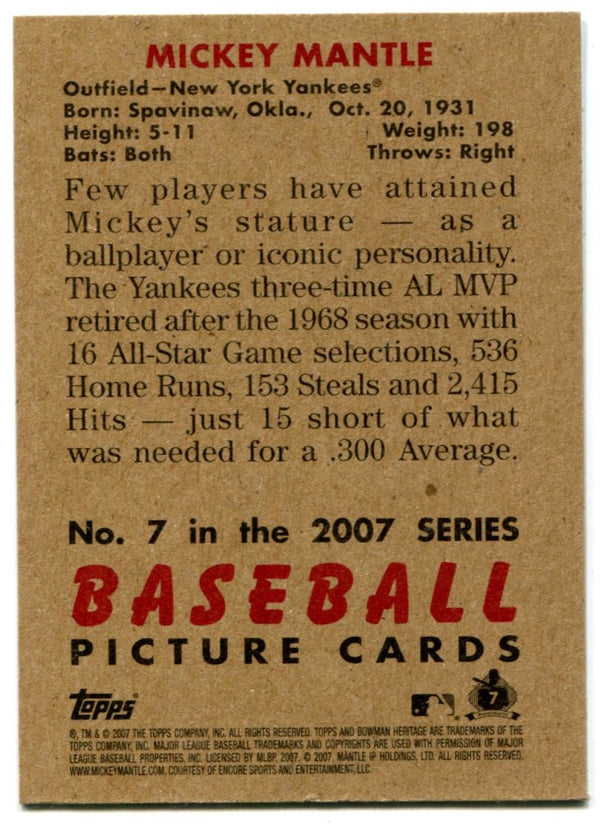 MICKEY MANTLE
Outfield—New York Yankees®
Born: Spavinaw, Okla., Oct. 20, 1931
Height: 5-11 Weight: 198
Bats: Both Throws: Right
Few players have attained
Mickey's stature — as a
ballplayer or iconic personality.
The Yankees three-time AL MVP
retired after the 1968 season with
16 All-Star Game selections, 536
Home Runs, 153 Steals and 2,415
Hits — just 15 short of what
was needed for a .300 Average.
No. 7 in the 2007 SERIES
BASEBALL
PICTURE CARDS
Topps 7
®, TM & © 2007 THE TOPPS COMPANY, INC. ALL RIGHTS RESERVED. TOPPS AND BOWMAN HERITAGE ARE TRADEMARKS OF THE
TOPPS COMPANY, INC. MAJOR LEAGUE BASEBALL TRADEMARKS AND COPYRIGHTS ARE USED WITH PERMISSION OF MAJOR
LEAGUE BASEBALL PROPERTIES, INC. LICENSED BY MLBP, 2007. © 2007. MANTLE IP HOLDINGS, LTD. ALL RIGHTS RESERVED.
WWW.MICKEYMANTLE.COM, COURTESY OF ENCORE SPORTS AND ENTERTAINMENT, LLC.